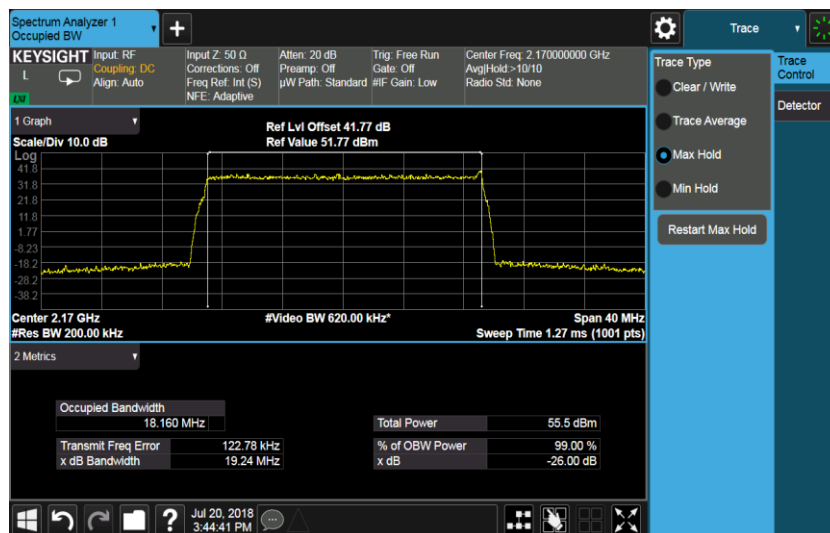 Spectrum Analyzer 1
Occupied BW
▼
+
Trace
▼
KEYSIGHT
L
LXI
Input: RF
Coupling: DC
Align: Auto
Input Z: 50 Ω
Corrections: Off
Freq Ref: Int (S)
NFE: Adaptive
Atten: 20 dB
Preamp: Off
µW Path: Standard
Trig: Free Run
Gate: Off
#IF Gain: Low
Center Freq: 2.170000000 GHz
Avg|Hold:>10/10
Radio Std: None
Trace Type
Clear / Write
Trace Average
Max Hold
Min Hold
Restart Max Hold
Trace
Control
Detector
1 Graph ▼
Scale/Div 10.0 dB
Ref Lvl Offset 41.77 dB
Ref Value 51.77 dBm
Log
41.8
31.8
21.8
11.8
1.77
-8.23
-18.2
-28.2
-38.2
Center 2.17 GHz #Video BW 620.00 kHz* Span 40 MHz
#Res BW 200.00 kHz Sweep Time 1.27 ms (1001 pts)
2 Metrics ▼
Occupied Bandwidth
18.160 MHz
Total Power 55.5 dBm
Transmit Freq Error 122.78 kHz
% of OBW Power 99.00 %
x dB Bandwidth 19.24 MHz
x dB -26.00 dB
?
Jul 20, 2018
3:44:41 PM